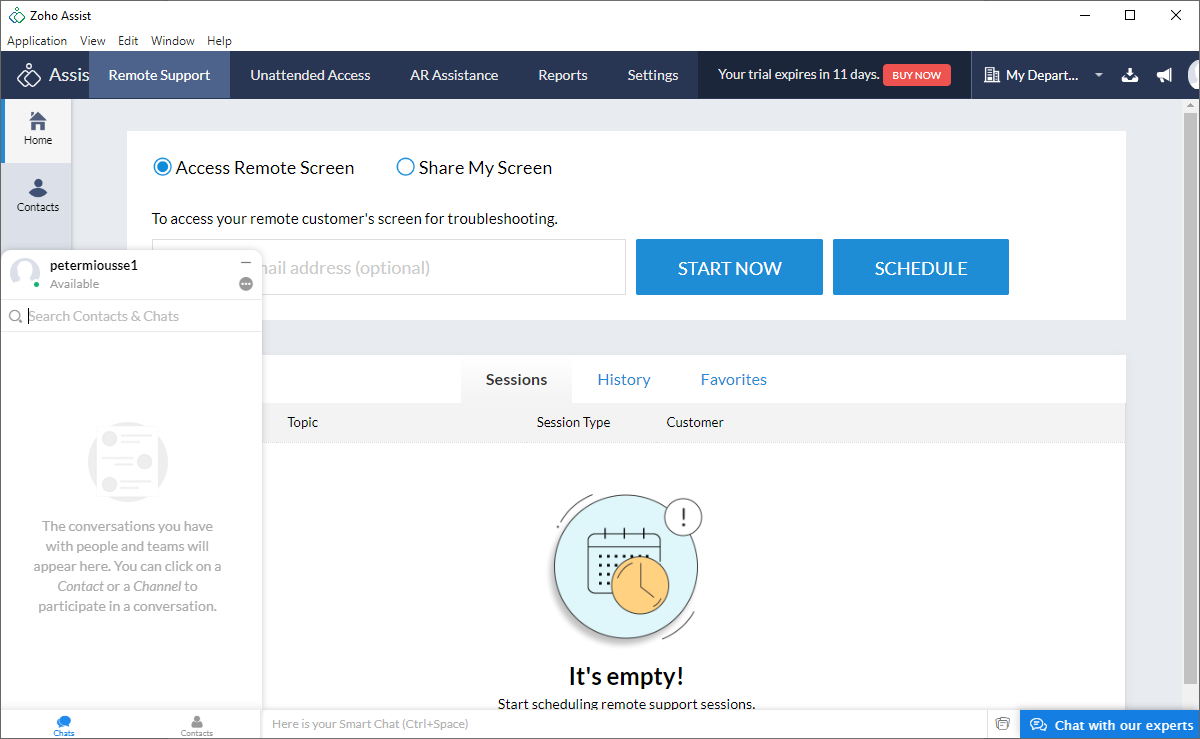 Zoho Assist
Application View Edit Window Help
Assis Remote Support Unattended Access AR Assistance Reports Settings Your trial expires in 11 days. BUY NOW My Depart...
Home
Contacts
Access Remote Screen Share My Screen
To access your remote customer's screen for troubleshooting.
mail address (optional) START NOW SCHEDULE
petermiousse1
Available
Search Contacts & Chats
Sessions History Favorites
Topic Session Type Customer
The conversations you have
with people and teams will
appear here. You can click on a
Contact or a Channel to
participate in a conversation.
It's empty!
Start scheduling remote support sessions.
Chats Contacts Here is your Smart Chat (Ctrl+Space) Chat with our experts